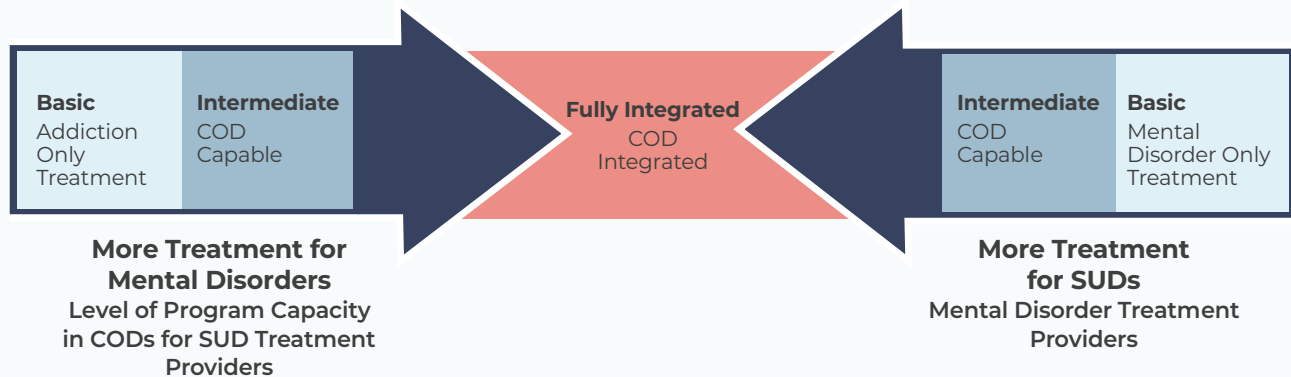 Basic
Addiction
Only
Treatment
Intermediate
COD
Capable
Fully Integrated
COD
Integrated
Intermediate
COD
Capable
Basic
Mental
Disorder Only
Treatment
More Treatment for
Mental Disorders
Level of Program Capacity
in CODs for SUD Treatment
Providers
More Treatment
for SUDs
Mental Disorder Treatment
Providers